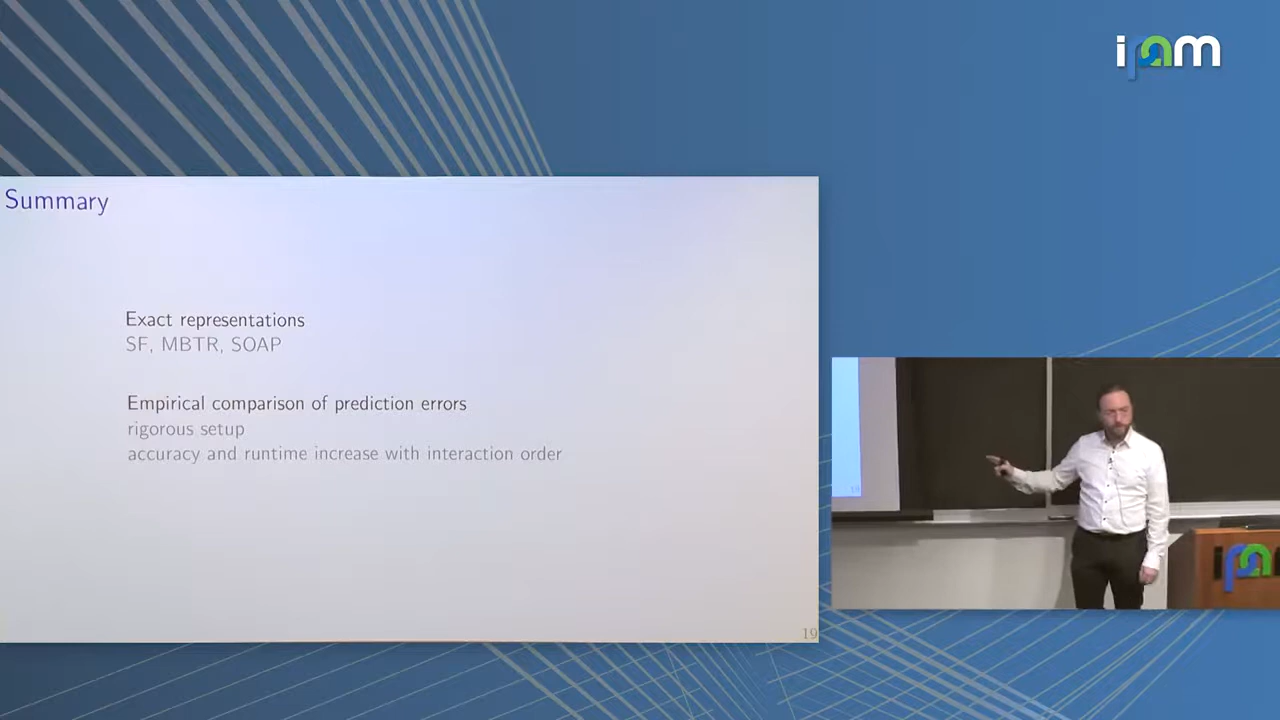 ipam
Summary
Exact representations
SF, MBTR, SOAP
Empirical comparison of prediction errors
rigorous setup
accuracy and runtime increase with interaction order
19
ipa